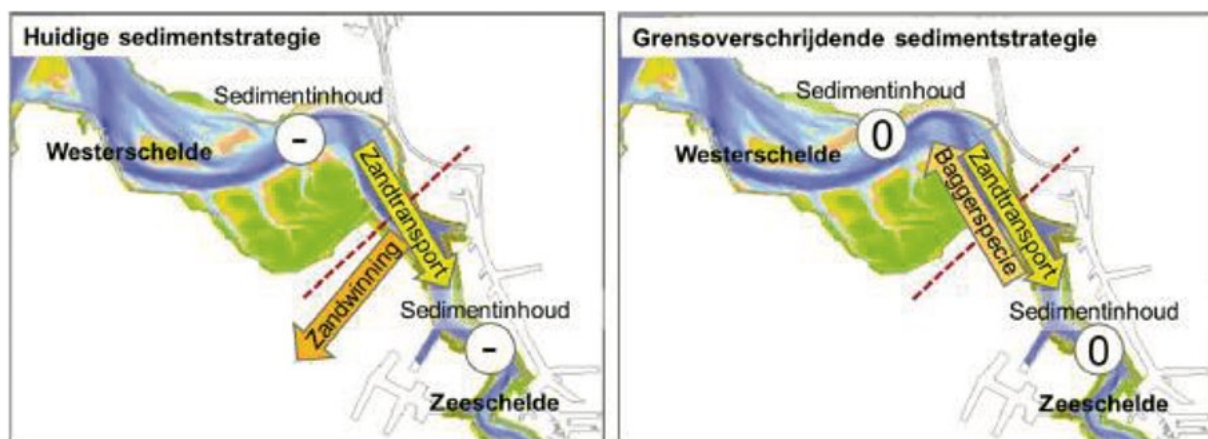 Huidige sedimentstrategie
Sedimentinhoud
-
Westerschelde
Zandtransport
Zandwinning
Sedimentinhoud
-
Zeeschelde
Grensoverschrijdende sedimentstrategie
Sedimentinhoud
0
Westerschelde
Zandtransport
Baggerspecie
Sedimentinhoud
0
Zeeschelde